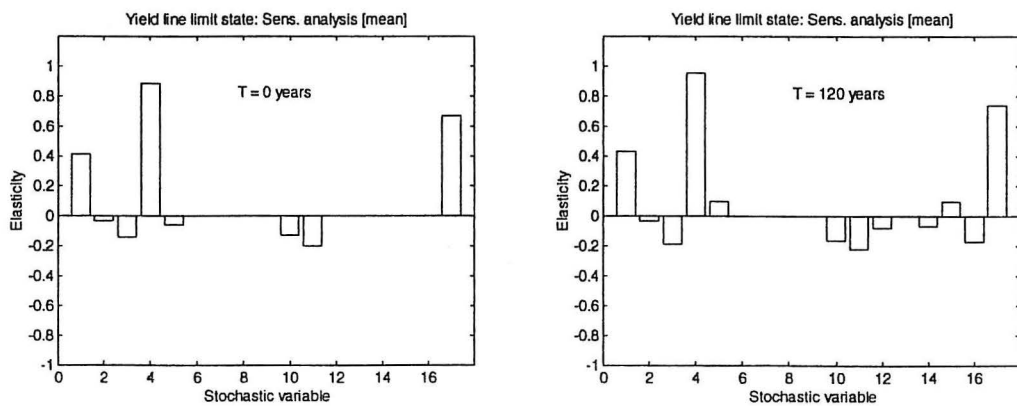 Yield line limit state: Sens. analysis [mean]
1
0.8
0.6
0.4
0.2
0
-0.2
-0.4
-0.6
-0.8
-1
Elasticity
T = 0 years
0 2 4 6 8 10 12 14 16
Stochastic variable
Yield line limit state: Sens. analysis [mean]
1
0.8
0.6
0.4
0.2
0
-0.2
-0.4
-0.6
-0.8
-1
Elasticity
T = 120 years
0 2 4 6 8 10 12 14 16
Stochastic variable